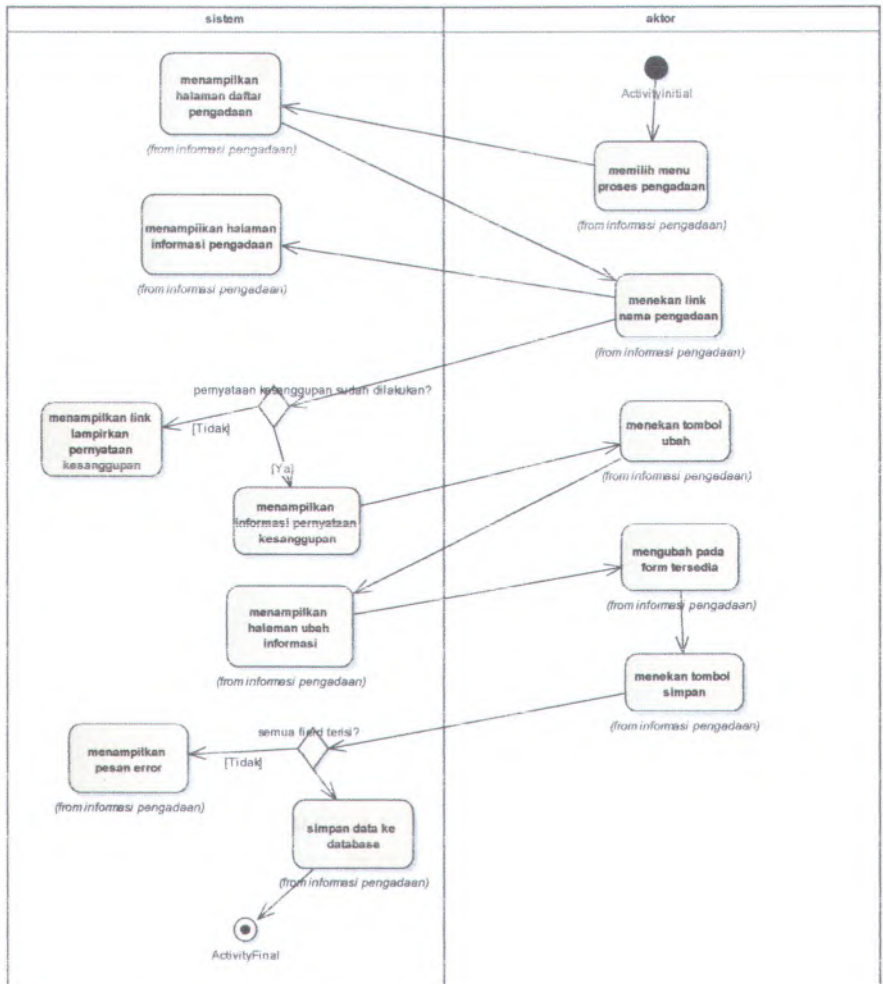 sistem
aktor
ActivityInitial
menampilkan
halaman daftar
pengadaan
(from informasi pengadaan)
memilih menu
proses pengadaan
(from informasi pengadaan)
menampilkan halaman
informasi pengadaan
(from informasi pengadaan)
menekan link
nama pengadaan
(from informasi pengadaan)
pernyataan kesanggupan sudah dilakukan?
[Tidak]
menampilkan link
lampirkan
pernyataan
kesanggupan
[Ya]
menekan tombol
ubah
(from informasi pengadaan)
menampilkan
informasi pernyataan
kesanggupan
mengubah pada
form tersedia
(from informasi pengadaan)
menampilkan
halaman ubah
informasi
(from informasi pengadaan)
menekan tombol
simpan
(from informasi pengadaan)
semua field terisi?
[Tidak]
menampilkan
pesan error
(from informasi pengadaan)
simpan data ke
database
(from informasi pengadaan)
ActivityFinal